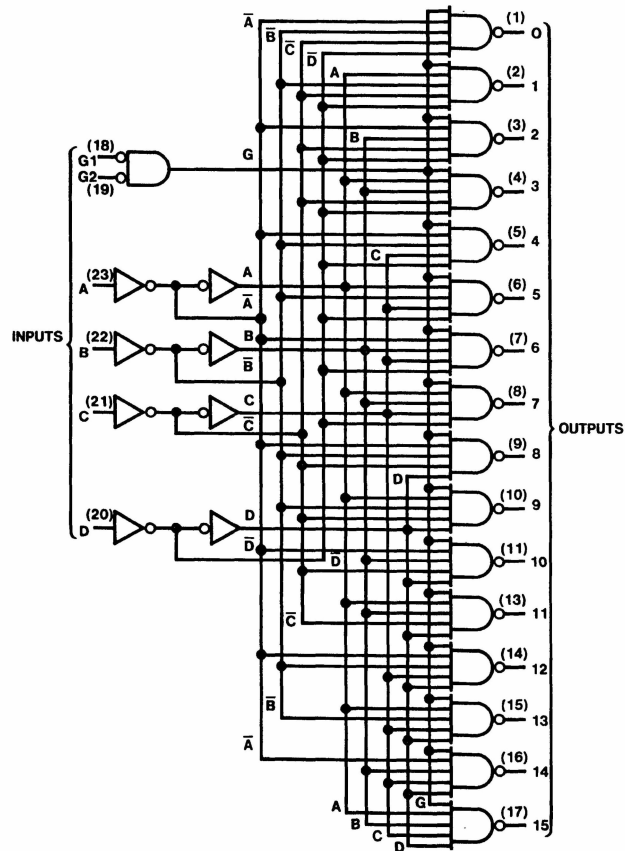 A̅ (1)
B̅ 0
C̅
D̅ (2)
A 1
(3)
B 2
(18) G
G1
G2 (4)
(19) 3
(5)
C 4
(23) A (6)
A A̅ 5
INPUTS (22) B (7)
B B̅ 6
(21) C (8)
C C̅ 7
OUTPUTS
(9)
8
D
(20) D (10)
D D̅ 9
D̅ (11)
10
(13)
C̅ 11
(14)
12
B̅ (15)
13
A̅ (16)
14
G
A (17)
B 15
C
D